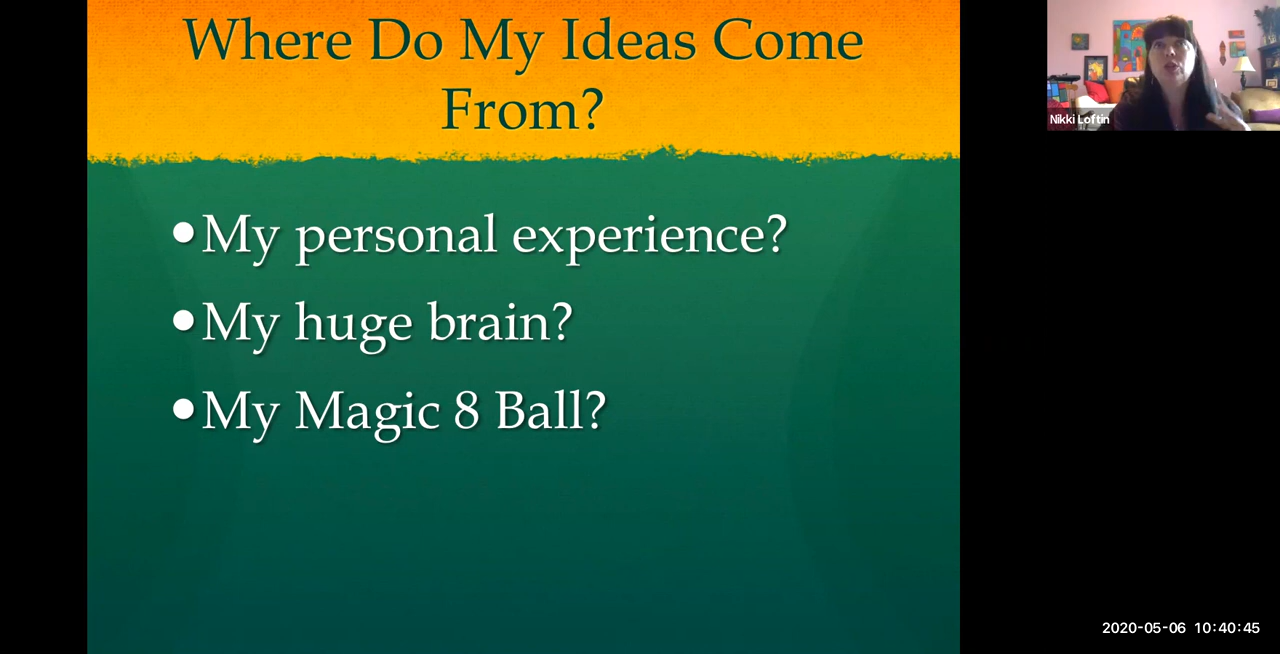 Where Do My Ideas Come
From?
•My personal experience?
•My huge brain?
•My Magic 8 Ball?
Nikki Loftin
2020-05-06 10:40:45